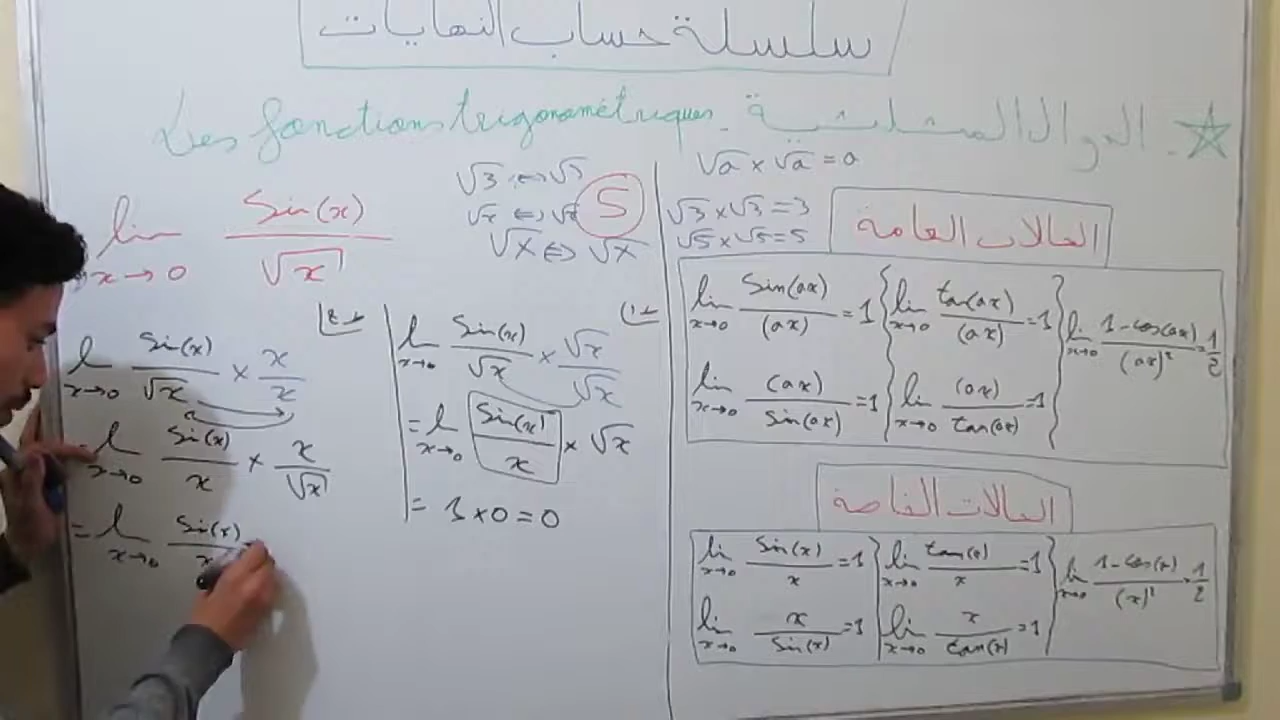 سلسلة حساب النهايات
★ الدوال المثلثية - Les fonctions trigonométriques.
lim x→0 Sin(x)/√x
√3 ↔ √3
√x ⇔ √x
√x ⇔ √x
5
√a × √a = a
√3 × √3 = 3
√5 × √5 = 5
ط2)
lim x→0 Sin(x)/√x × x/x
= lim x→0 Sin(x)/x × x/√x
= lim x→0 Sin(x)/x
ط1)
lim x→0 Sin(x)/√x × √x/√x
= lim x→0 Sin(x)/x × √x
= 1 × 0 = 0
الحالات العامة
lim x→0 Sin(ax)/(ax) = 1 lim x→0 tan(ax)/(ax) = 1 lim x→0 1-cos(ax)/(ax)² = 1/2
lim x→0 (ax)/Sin(ax) = 1 lim x→0 (ax)/tan(ax) = 1
الحالات الخاصة
lim x→0 Sin(x)/x = 1 lim x→0 tan(x)/x = 1 lim x→0 1-cos(x)/(x)² = 1/2
lim x→0 x/Sin(x) = 1 lim x→0 x/tan(x) = 1